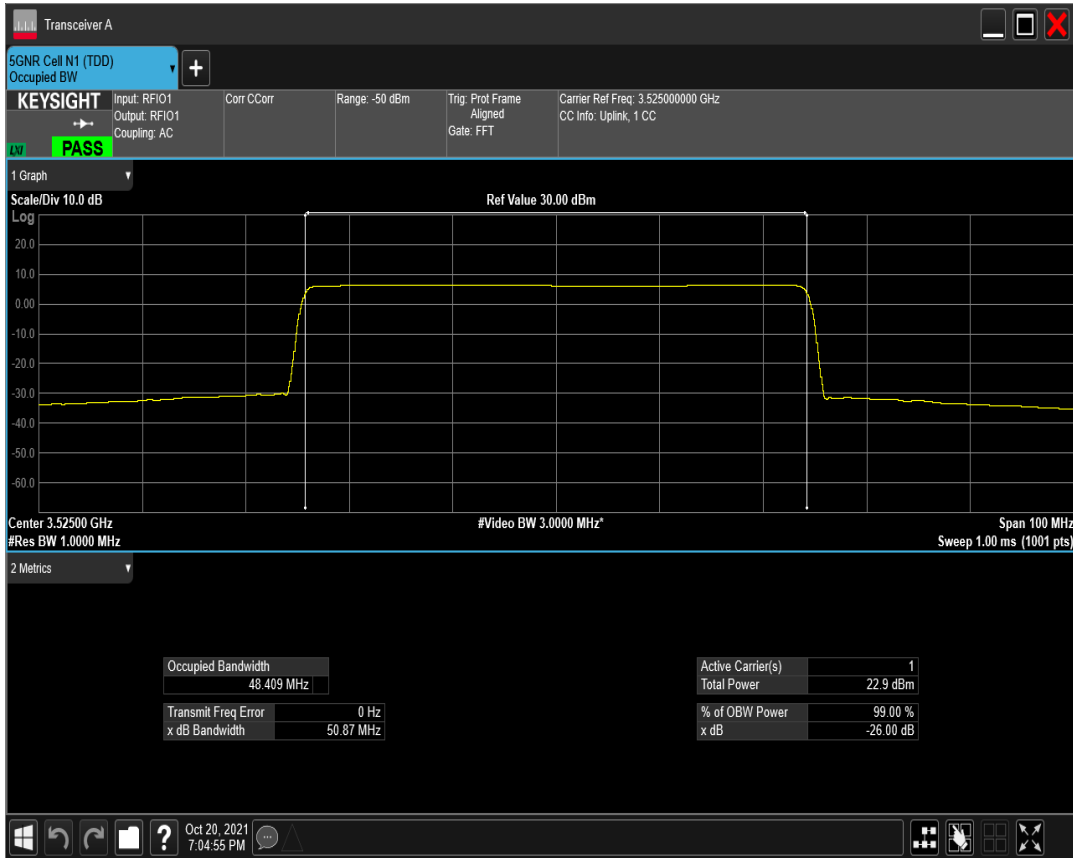 Transceiver A
5GNR Cell N1 (TDD)
Occupied BW
+
KEYSIGHT
LXI
PASS
Input: RFIO1
Output: RFIO1
Coupling: AC
Corr CCorr
Range: -50 dBm
Trig: Prot Frame
Aligned
Gate: FFT
Carrier Ref Freq: 3.525000000 GHz
CC Info: Uplink, 1 CC
1 Graph
Scale/Div 10.0 dB
Ref Value 30.00 dBm
Log
20.0
10.0
0.00
-10.0
-20.0
-30.0
-40.0
-50.0
-60.0
Center 3.52500 GHz
#Video BW 3.0000 MHz*
Span 100 MHz
#Res BW 1.0000 MHz
Sweep 1.00 ms (1001 pts)
2 Metrics
Occupied Bandwidth
48.409 MHz
Transmit Freq Error 0 Hz
x dB Bandwidth 50.87 MHz
Active Carrier(s) 1
Total Power 22.9 dBm
% of OBW Power 99.00 %
x dB -26.00 dB
?
Oct 20, 2021
7:04:55 PM